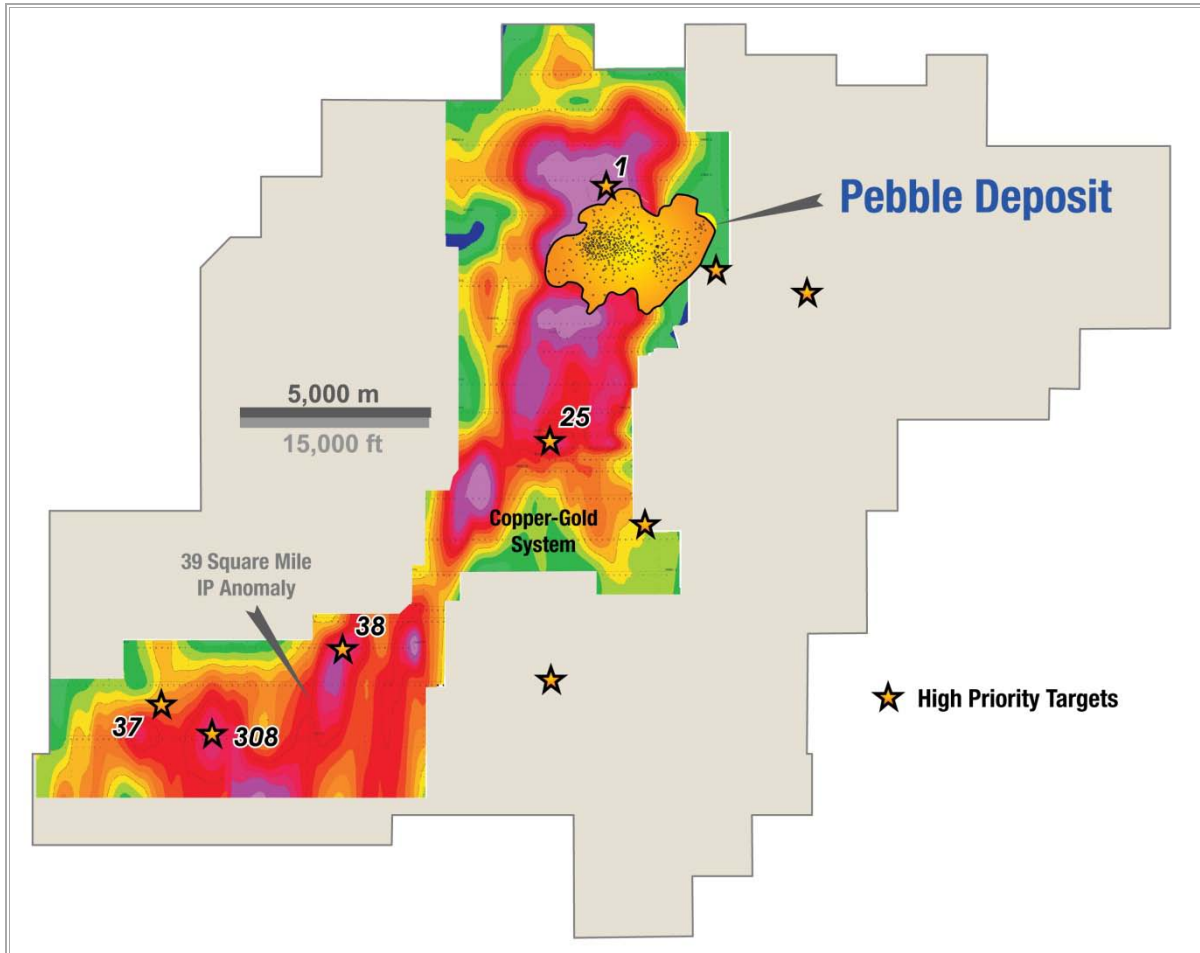 1
Pebble Deposit
5,000 m
15,000 ft
25
Copper-Gold
System
39 Square Mile
IP Anomaly
38
High Priority Targets
37
308